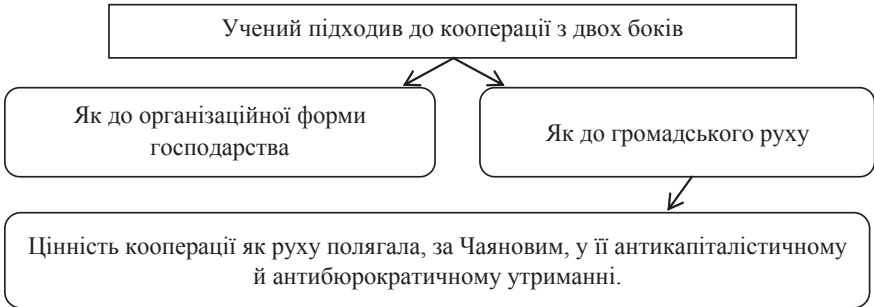 Учений підходив до кооперації з двох боків
Як до організаційної форми
господарства
Як до громадського руху
Цінність кооперації як руху полягала, за Чаяновим, у її антикапіталістичному
й антибюрократичному утриманні.